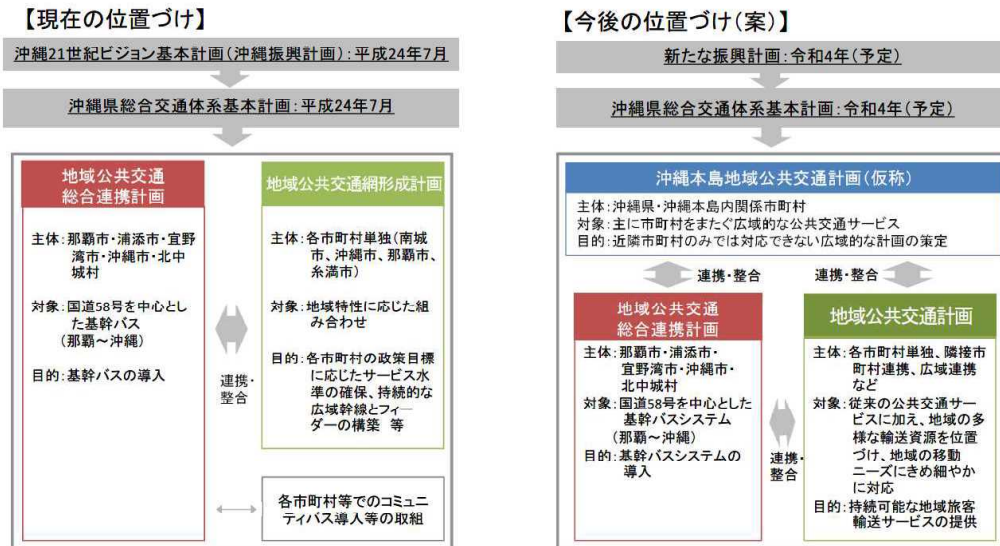 【現在の位置づけ】
沖縄21世紀ビジョン基本計画(沖縄振興計画):平成24年7月
沖縄県総合交通体系基本計画:平成24年7月
地域公共交通
総合連携計画
主体:那覇市・浦添市・宜野
湾市・沖縄市・北中
城村
対象:国道58号を中心とし
た基幹バス
(那覇～沖縄)
目的:基幹バスの導入
連携・
整合
地域公共交通網形成計画
主体:各市町村単独(南城
市、沖縄市、那覇市、
糸満市)
対象:地域特性に応じた組
み合わせ
目的:各市町村の政策目標
に応じたサービス水
準の確保、持続的な
広域幹線とフィー
ダーの構築 等
各市町村等でのコミュニ
ティバス導入等の取組
【今後の位置づけ(案)】
新たな振興計画:令和4年(予定)
沖縄県総合交通体系基本計画:令和4年(予定)
沖縄本島地域公共交通計画(仮称)
主体:沖縄県・沖縄本島内関係市町村
対象:主に市町村をまたぐ広域的な公共交通サービス
目的:近隣市町村のみでは対応できない広域的な計画の策定
連携・整合
連携・整合
地域公共交通
総合連携計画
主体:那覇市・浦添市・
宜野湾市・沖縄市・
北中城村
対象:国道58号を中心とした
基幹バスシステム
(那覇～沖縄)
目的:基幹バスシステムの
導入
連携・
整合
地域公共交通計画
主体:各市町村単独、隣接市
町村連携、広域連携
など
対象:従来の公共交通サー
ビスに加え、地域の多
様な輸送資源を位置
づけ、地域の移動
ニーズにきめ細やか
に対応
目的:持続可能な地域旅客
輸送サービスの提供